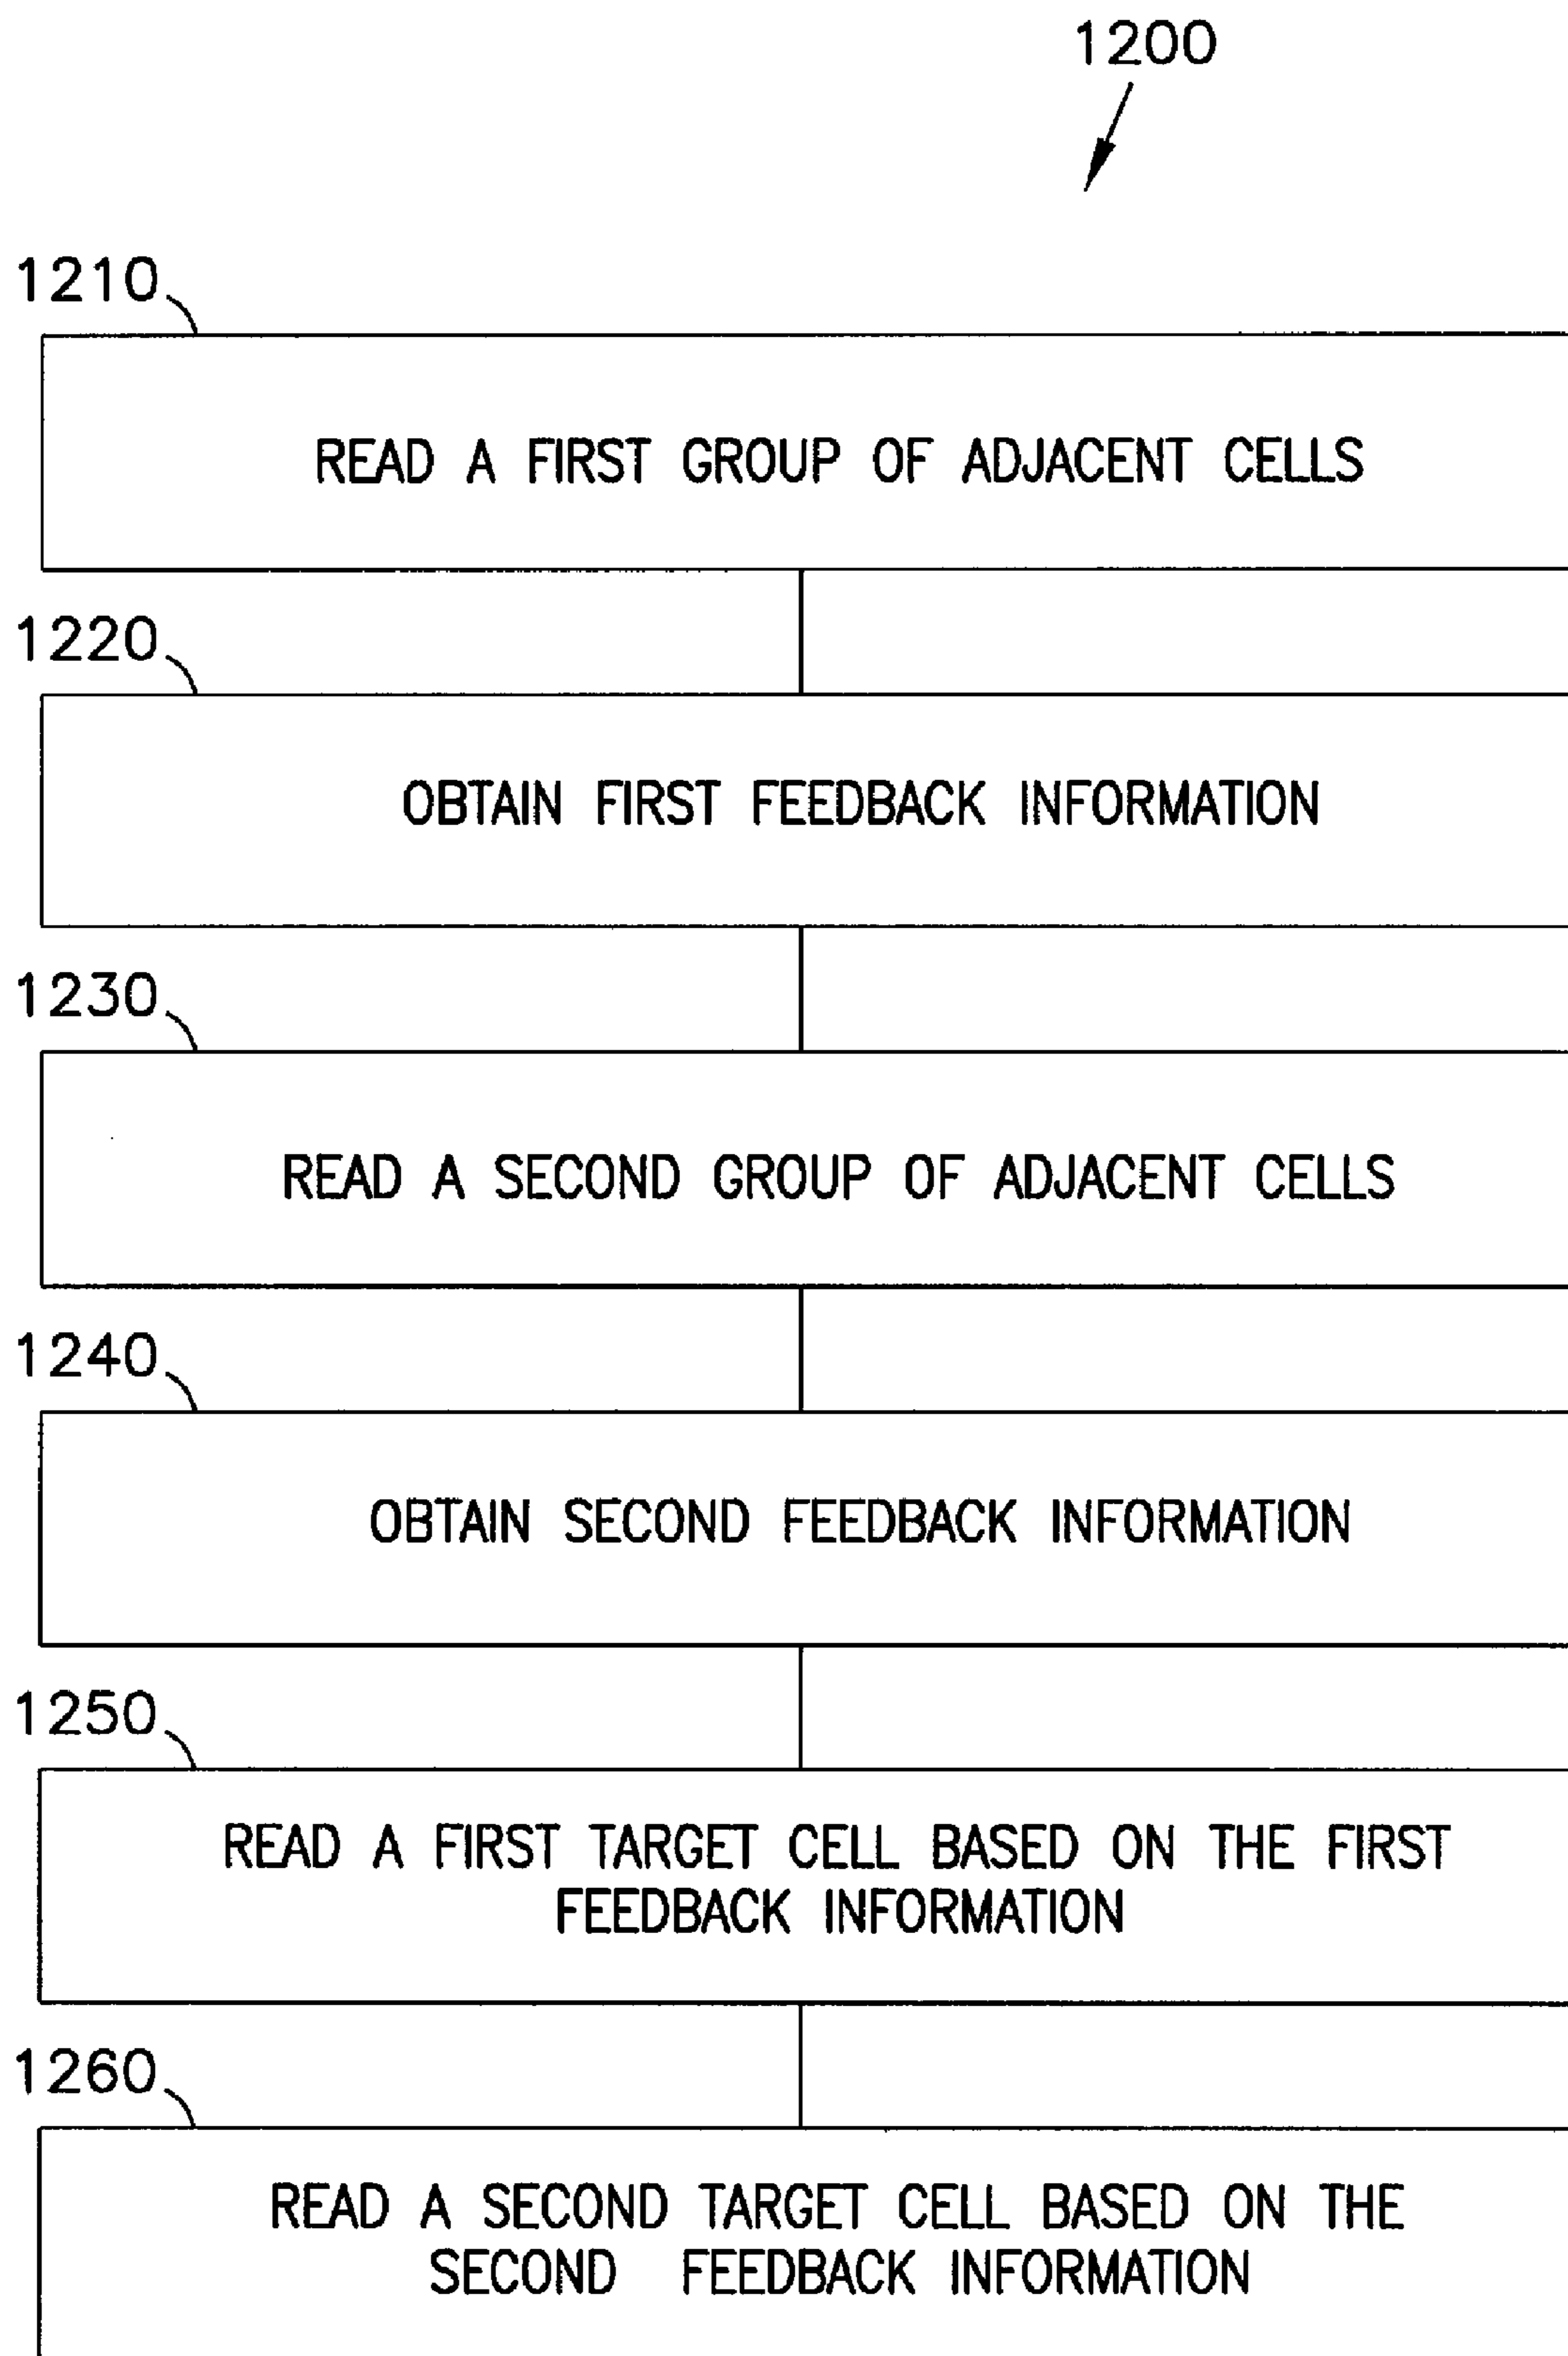 1200
1210
READ A FIRST GROUP OF ADJACENT CELLS
1220
OBTAIN FIRST FEEDBACK INFORMATION
1230
READ A SECOND GROUP OF ADJACENT CELLS
1240
OBTAIN SECOND FEEDBACK INFORMATION
1250
READ A FIRST TARGET CELL BASED ON THE FIRST
FEEDBACK INFORMATION
1260
READ A SECOND TARGET CELL BASED ON THE
SECOND FEEDBACK INFORMATION